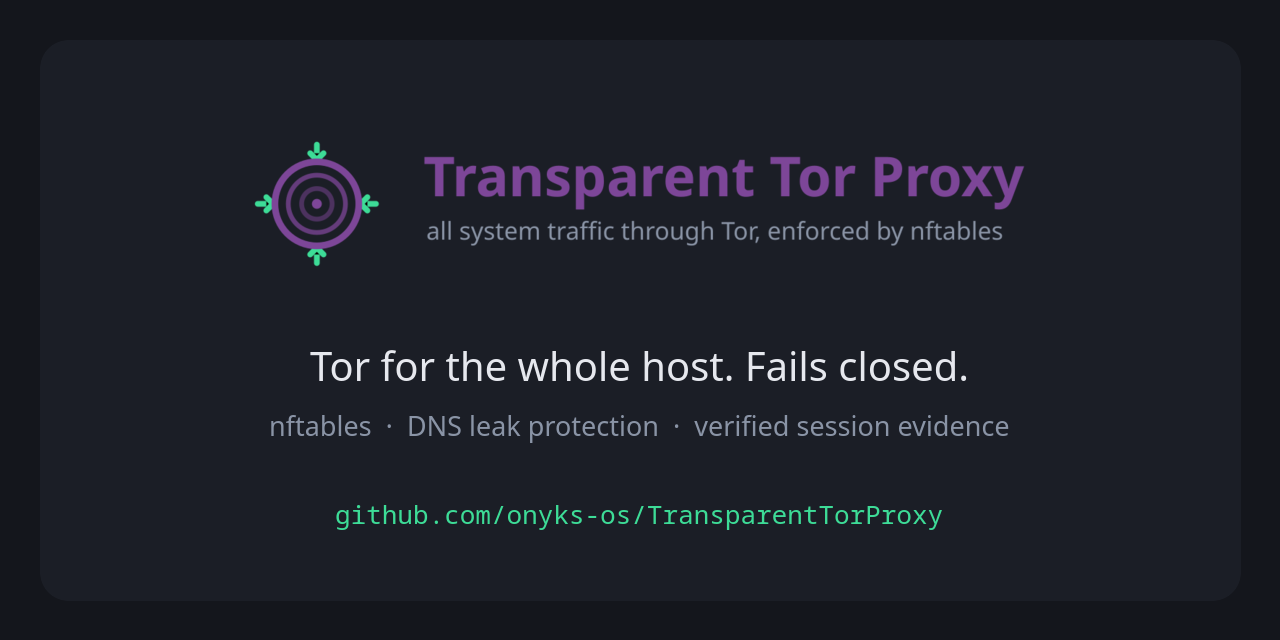 Transparent Tor Proxy
all system traffic through Tor, enforced by nftables
Tor for the whole host. Fails closed.
nftables · DNS leak protection · verified session evidence
github.com/onyks-os/TransparentTorProxy